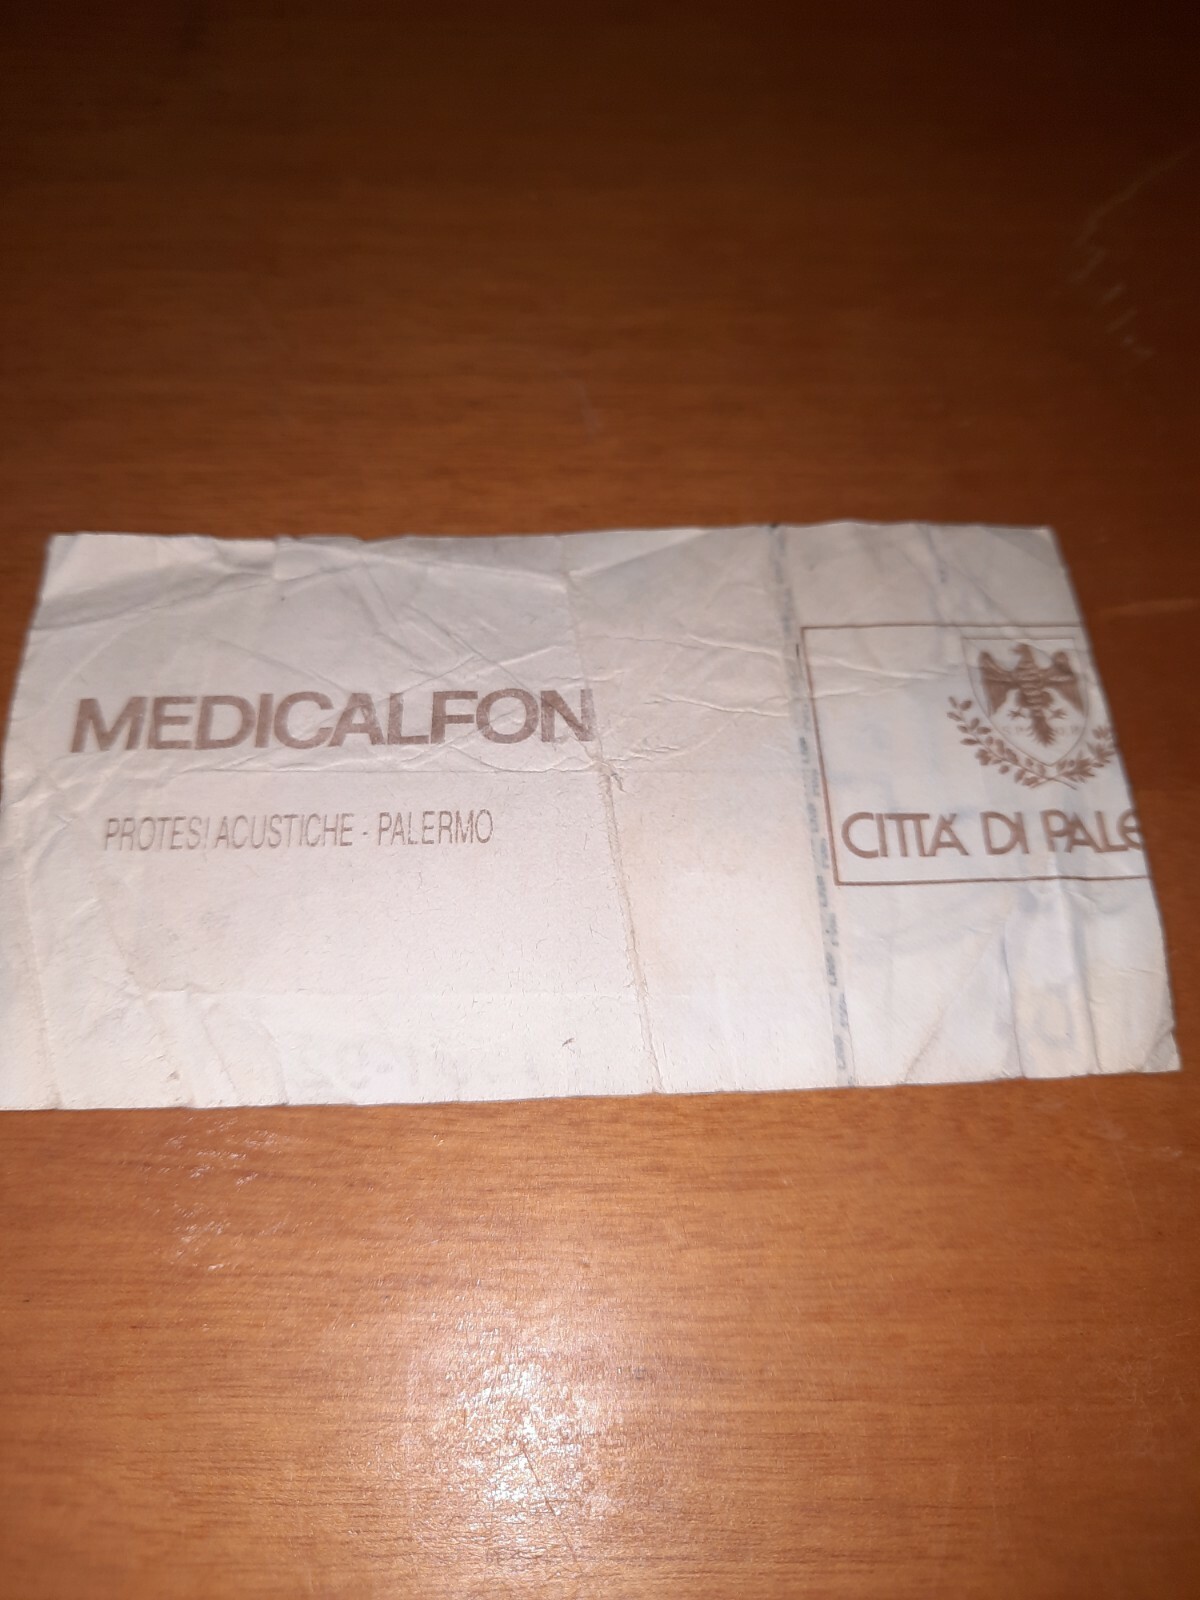 MEDICALFON
PROTESI ACUSTICHE - PALERMO
CITTÀ DI PALE